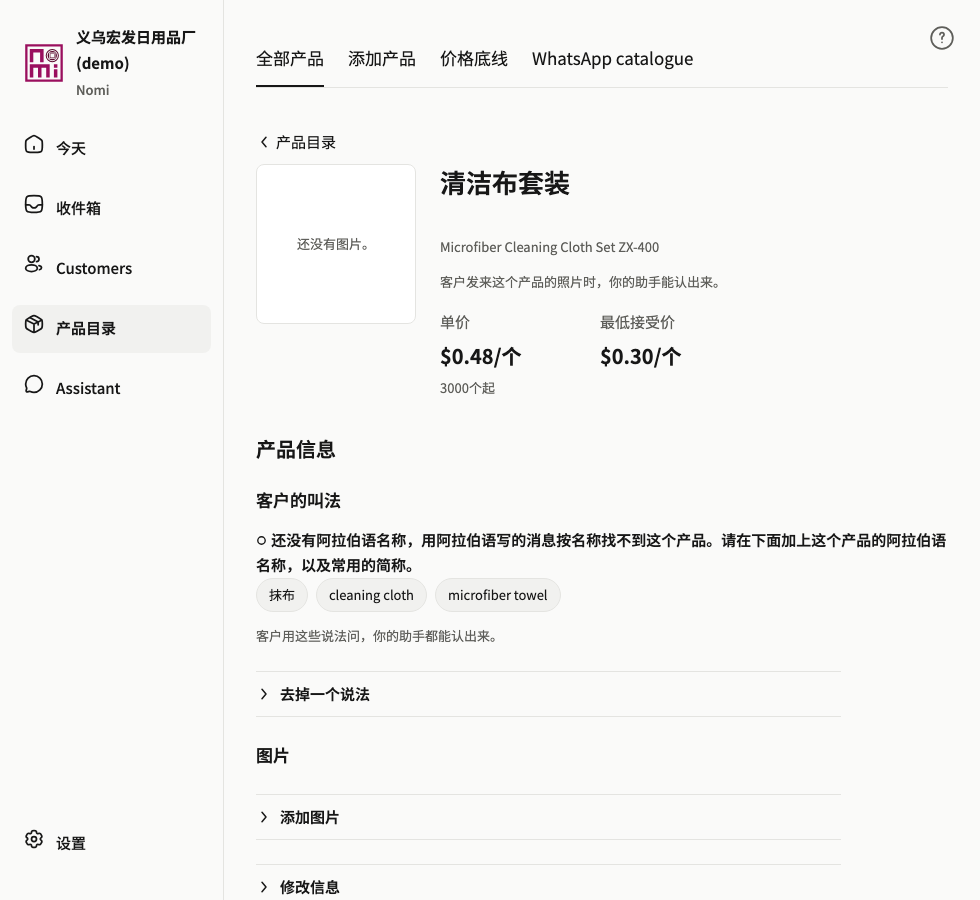 义乌宏发日用品厂
(demo)
Nomi
今天
收件箱
Customers
产品目录
Assistant
设置
全部产品 添加产品 价格底线 WhatsApp catalogue
?
产品目录
还没有图片。
清洁布套装
Microfiber Cleaning Cloth Set ZX-400
客户发来这个产品的照片时，你的助手能认出来。
单价 最低接受价
$0.48/个 $0.30/个
3000个起
产品信息
客户的叫法
还没有阿拉伯语名称，用阿拉伯语写的消息按名称找不到这个产品。请在下面加上这个产品的阿拉伯语
名称，以及常用的简称。
抹布 cleaning cloth microfiber towel
客户用这些说法问，你的助手都能认出来。
去掉一个说法
图片
添加图片
修改信息